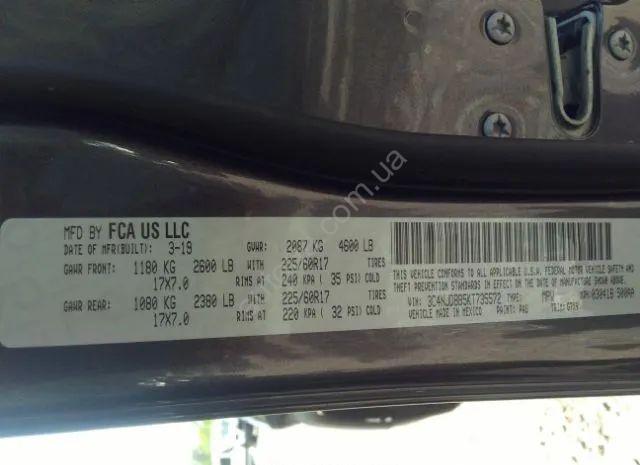 MFD BY FCA US LLC
DATE OF MFR(BUILT): 3-19 GVWR: 2087 KG 4600 LB
GAWR FRONT: 1180 KG 2600 LB WITH 225/60R17 TIRES
17X7.0 RIMS AT 240 KPA ( 35 PSI) COLD
GAWR REAR: 1080 KG 2380 LB WITH 225/60R17 TIRES
17X7.0 RIMS AT 220 KPA ( 32 PSI) COLD
THIS VEHICLE CONFORMS TO ALL APPLICABLE U.S.A. FEDERAL MOTOR VEHICLE SAFETY AND
THEFT PREVENTION STANDARDS IN EFFECT ON THE DATE OF MANUFACTURE SHOWN ABOVE.
VIN: 3C4NJDBB5KT735572 TYPE: MPV
VEHICLE MADE IN MEXICO PAINT: PAU TRIM:
carfast.com.ua